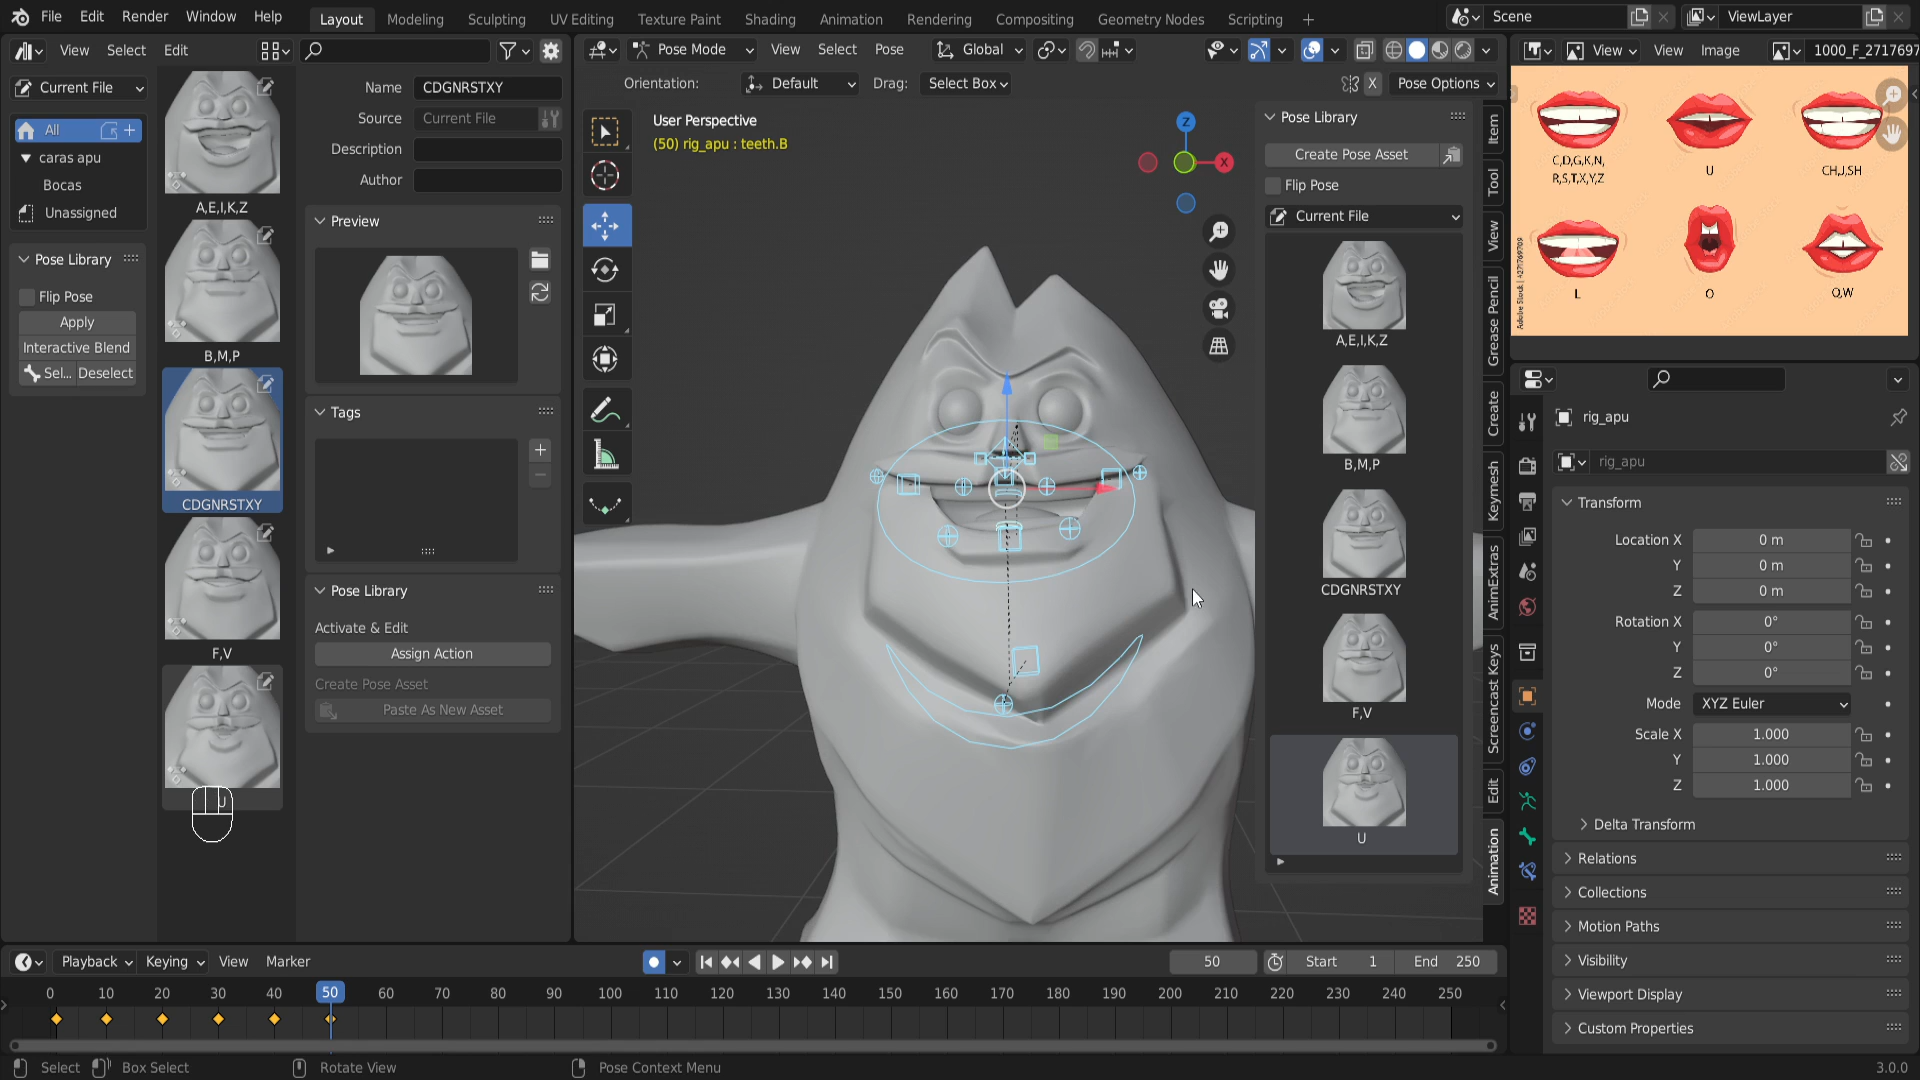 File Edit Render Window Help Layout Modeling Sculpting UV Editing Texture Paint Shading Animation Rendering Compositing Geometry Nodes Scripting + Scene ViewLayer
View Select Edit
Pose Mode View Select Pose Global
View View Image 1000_F_2717697
Current File
Name CDGNRSTXY
Orientation: Default Drag: Select Box X Pose Options
All
caras apu
Bocas
Unassigned
Pose Library
Flip Pose
Apply
Interactive Blend
Sel... Deselect
A,E,I,K,Z
B,M,P
CDGNRSTXY
F,V
U
Source Current File
Description
Author
Preview
Tags
Pose Library
Activate & Edit
Assign Action
Create Pose Asset
Paste As New Asset
User Perspective
(50) rig_apu : teeth.B
Z
X
Pose Library
Create Pose Asset
Flip Pose
Current File
A,E,I,K,Z
B,M,P
CDGNRSTXY
F,V
U
Item
Tool
View
Grease Pencil
Create
Keymesh
AnimExtras
Screencast Keys
Edit
Animation
C,D,G,K,N,
R,S,T,X,Y,Z
U
CH,J,SH
L
O
Q,W
Adobe Stock | #271769709
rig_apu
rig_apu
Transform
Location X 0 m
Y 0 m
Z 0 m
Rotation X 0°
Y 0°
Z 0°
Mode XYZ Euler
Scale X 1.000
Y 1.000
Z 1.000
Delta Transform
Relations
Collections
Motion Paths
Visibility
Viewport Display
Custom Properties
Playback Keying View Marker 50 Start 1 End 250
0 10 20 30 40 50 60 70 80 90 100 110 120 130 140 150 160 170 180 190 200 210 220 230 240 250
Select Box Select Rotate View Pose Context Menu 3.0.0